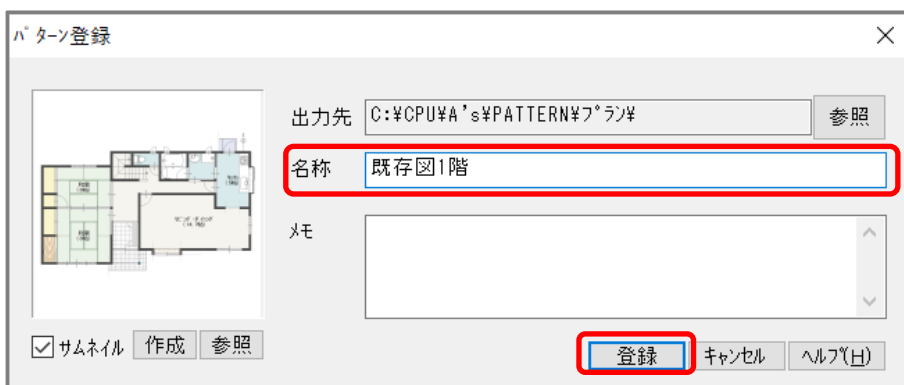 ﾊﾟﾀｰﾝ登録
出力先 C:¥CPU¥A's¥PATTERN¥ﾌﾟﾗﾝ¥ 参照
名称 既存図1階
ﾒﾓ
ｻﾑﾈｲﾙ 作成 参照
登録 ｷｬﾝｾﾙ ﾍﾙﾌﾟ(H)